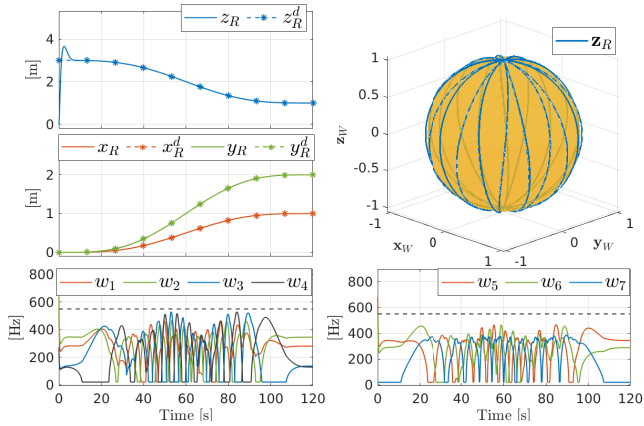 z_R z_R^d
[m]
4
2
0
x_R x_R^d y_R y_R^d
[m]
2
1
0
w_1 w_2 w_3 w_4
[Hz]
800
600
400
200
0
0 20 40 60 80 100 120
Time [s]
z_R
z_W
1
0.5
0
-0.5
-1
-1 0 1
x_W
-1 0 1
y_W
w_5 w_6 w_7
[Hz]
800
600
400
200
0
0 20 40 60 80 100 120
Time [s]